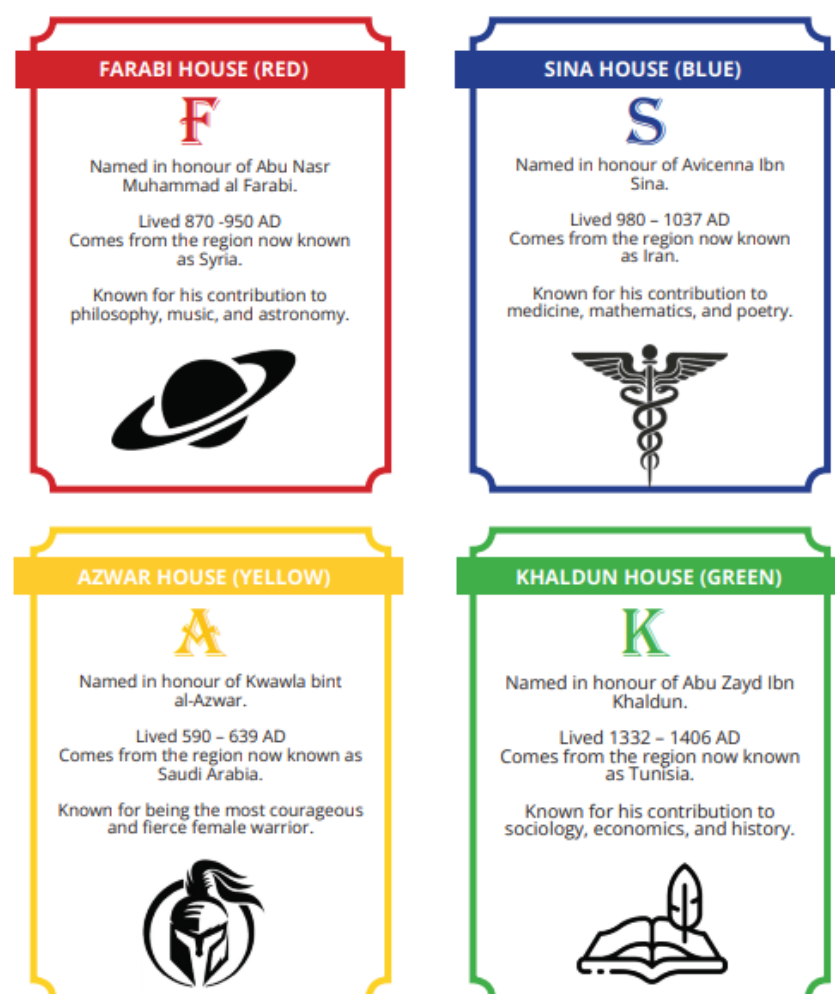 FARABI HOUSE (RED)
F
Named in honour of Abu Nasr
Muhammad al Farabi.
Lived 870 -950 AD
Comes from the region now known
as Syria.
Known for his contribution to
philosophy, music, and astronomy.
SINA HOUSE (BLUE)
S
Named in honour of Avicenna Ibn
Sina.
Lived 980 – 1037 AD
Comes from the region now known
as Iran.
Known for his contribution to
medicine, mathematics, and poetry.
AZWAR HOUSE (YELLOW)
A
Named in honour of Kwawla bint
al-Azwar.
Lived 590 – 639 AD
Comes from the region now known as
Saudi Arabia.
Known for being the most courageous
and fierce female warrior.
KHALDUN HOUSE (GREEN)
K
Named in honour of Abu Zayd Ibn
Khaldun.
Lived 1332 – 1406 AD
Comes from the region now known
as Tunisia.
Known for his contribution to
sociology, economics, and history.